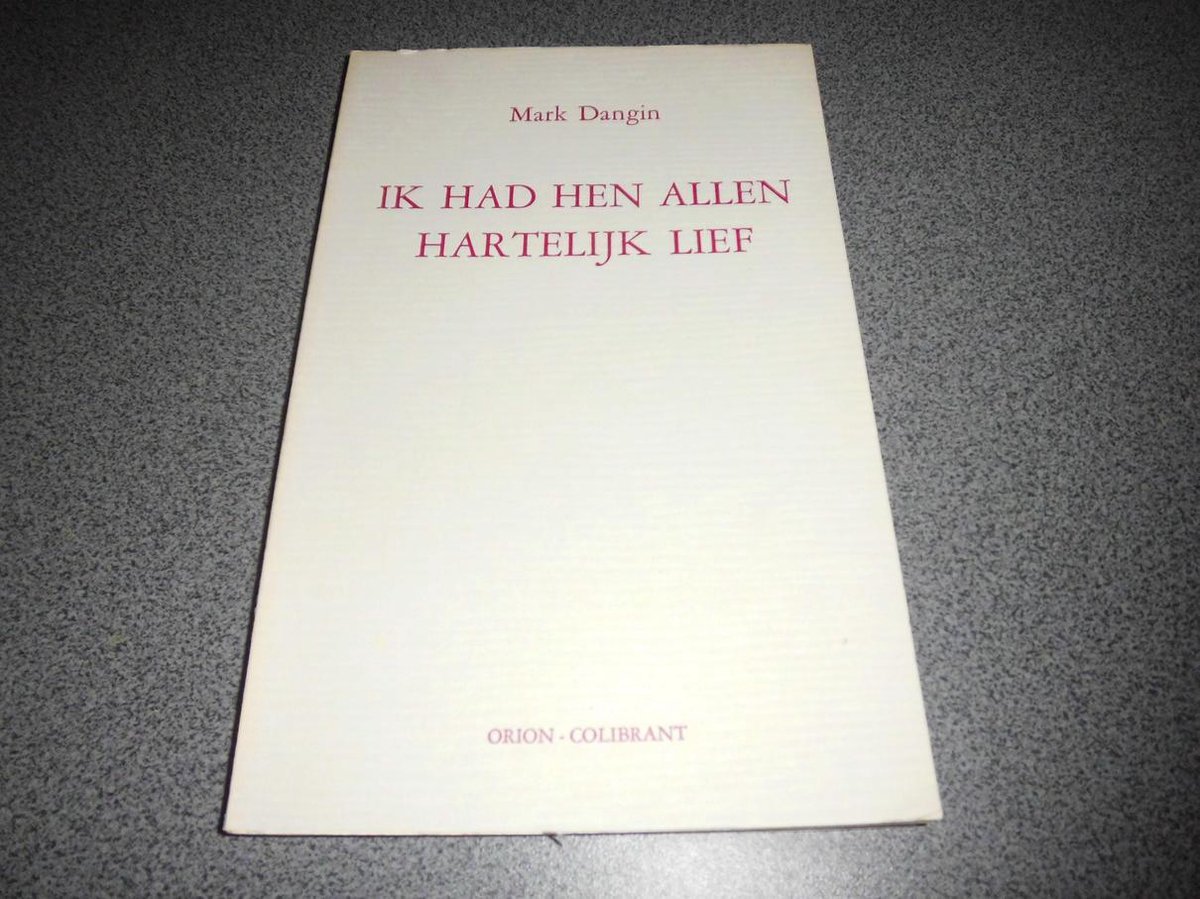 Mark Dangin
IK HAD HEN ALLEN
HARTELIJK LIEF
ORION - COLIBRANT